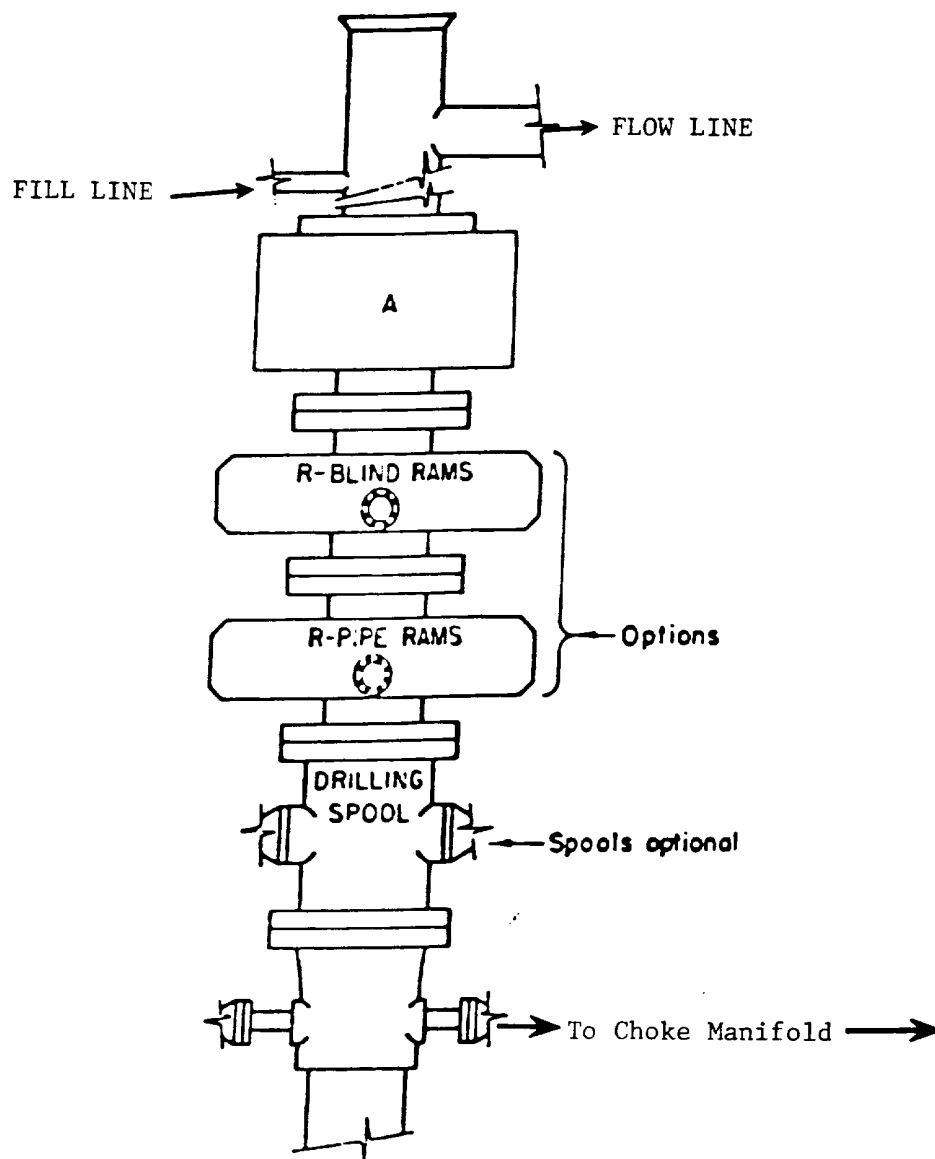 FLOW LINE
FILL LINE
A
R-BLIND RAMS
R-PIPE RAMS
Options
DRILLING
SPOOL
Spools optional
To Choke Manifold